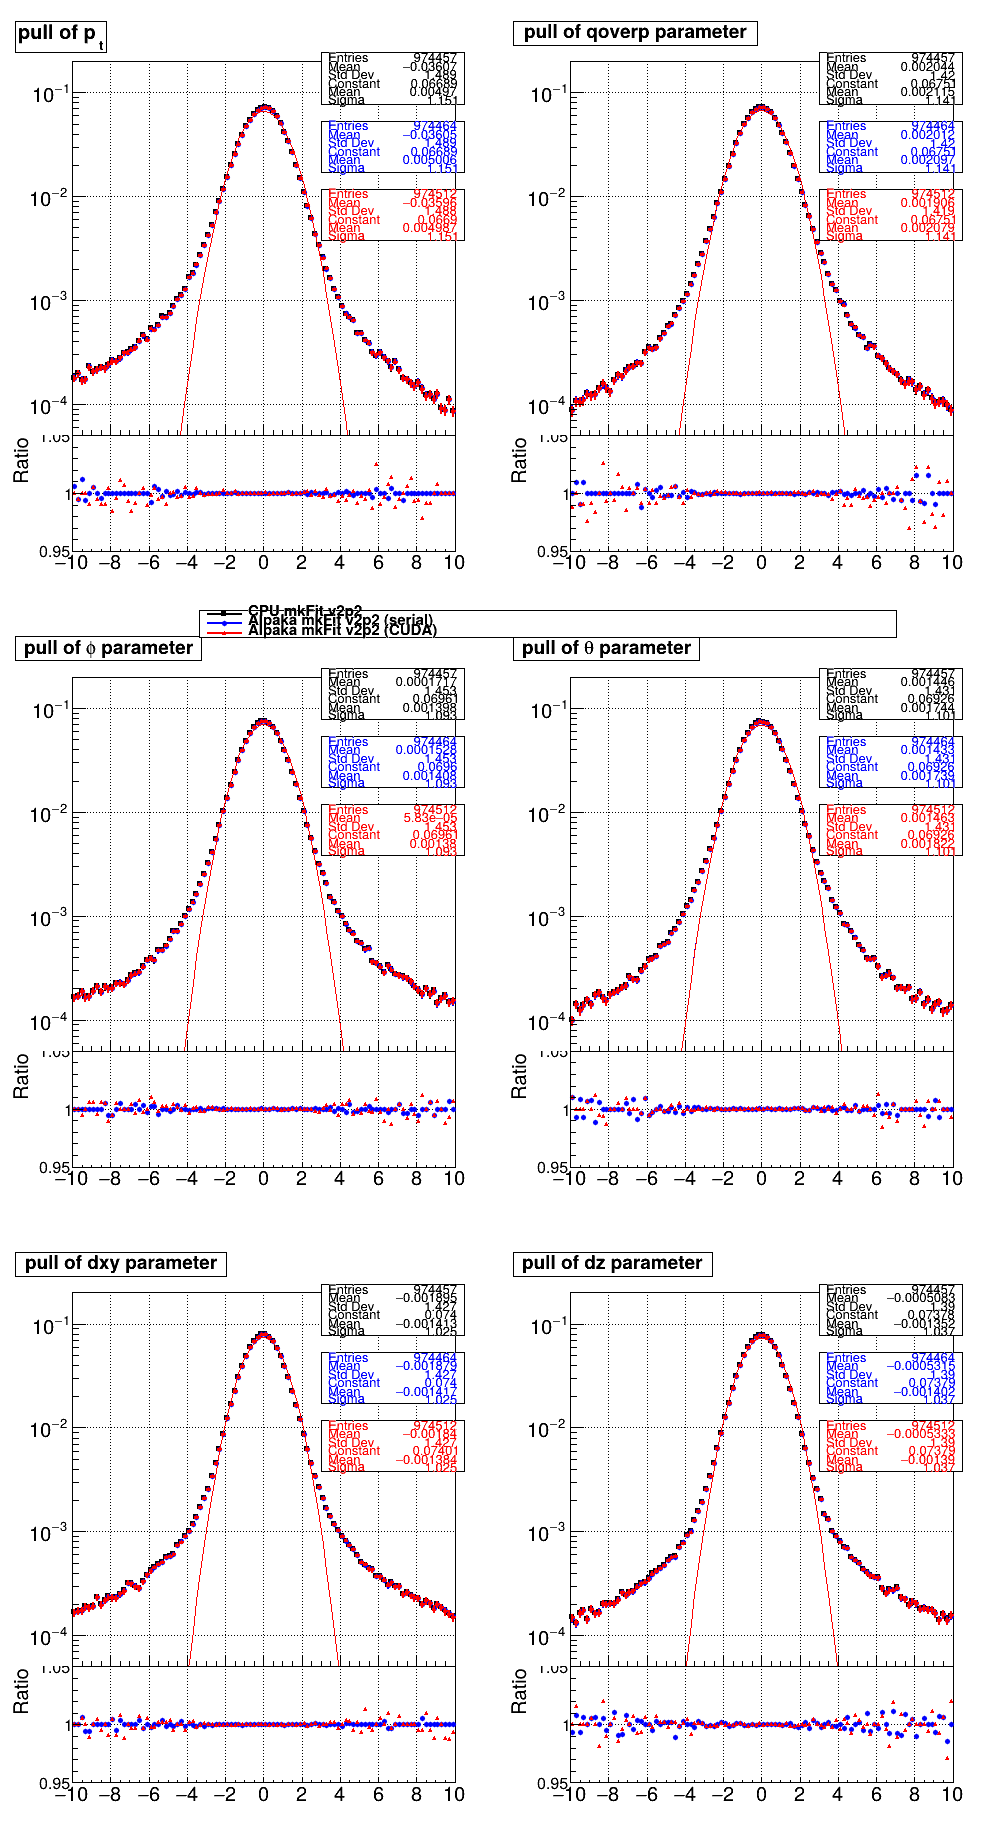 pull of p t
Entries 974457
Mean −0.03607
Std Dev 1.489
Constant 0.06689
Mean 0.00497
Sigma 1.151
Entries 974464
Mean −0.03605
Std Dev 1.489
Constant 0.06689
Mean 0.005006
Sigma 1.151
Entries 974512
Mean −0.03596
Std Dev 1.488
Constant 0.0669
Mean 0.004987
Sigma 1.151
10−1
10−2
10−3
10−4
Ratio
1.05
1
0.95
−10 −8 −6 −4 −2 0 2 4 6 8 10
pull of qoverp parameter
Entries 974457
Mean 0.002044
Std Dev 1.42
Constant 0.06751
Mean 0.002115
Sigma 1.141
Entries 974464
Mean 0.002012
Std Dev 1.42
Constant 0.06751
Mean 0.002097
Sigma 1.141
Entries 974512
Mean 0.001906
Std Dev 1.419
Constant 0.06751
Mean 0.002079
Sigma 1.141
10−1
10−2
10−3
10−4
Ratio
1.05
1
0.95
−10 −8 −6 −4 −2 0 2 4 6 8 10
CPU mkFit v2p2
Alpaka mkFit v2p2 (serial)
Alpaka mkFit v2p2 (CUDA)
pull of ϕ parameter
Entries 974457
Mean 0.0001717
Std Dev 1.453
Constant 0.06961
Mean 0.001398
Sigma 1.093
Entries 974464
Mean 0.0001528
Std Dev 1.453
Constant 0.0696
Mean 0.001408
Sigma 1.093
Entries 974512
Mean 5.83e−05
Std Dev 1.453
Constant 0.06961
Mean 0.00138
Sigma 1.093
10−1
10−2
10−3
10−4
Ratio
1.05
1
0.95
−10 −8 −6 −4 −2 0 2 4 6 8 10
pull of θ parameter
Entries 974457
Mean 0.001446
Std Dev 1.431
Constant 0.06926
Mean 0.001744
Sigma 1.101
Entries 974464
Mean 0.001433
Std Dev 1.431
Constant 0.06926
Mean 0.001739
Sigma 1.101
Entries 974512
Mean 0.001463
Std Dev 1.431
Constant 0.06926
Mean 0.001822
Sigma 1.101
10−1
10−2
10−3
10−4
Ratio
1.05
1
0.95
−10 −8 −6 −4 −2 0 2 4 6 8 10
pull of dxy parameter
Entries 974457
Mean −0.001895
Std Dev 1.427
Constant 0.074
Mean −0.001413
Sigma 1.025
Entries 974464
Mean −0.001879
Std Dev 1.427
Constant 0.074
Mean −0.001417
Sigma 1.025
Entries 974512
Mean −0.00184
Std Dev 1.427
Constant 0.07401
Mean −0.001384
Sigma 1.025
10−1
10−2
10−3
10−4
Ratio
1.05
1
0.95
−10 −8 −6 −4 −2 0 2 4 6 8 10
pull of dz parameter
Entries 974457
Mean −0.0005083
Std Dev 1.39
Constant 0.07378
Mean −0.001352
Sigma 1.037
Entries 974464
Mean −0.0005315
Std Dev 1.39
Constant 0.07379
Mean −0.001402
Sigma 1.037
Entries 974512
Mean −0.0005333
Std Dev 1.39
Constant 0.07379
Mean −0.00139
Sigma 1.037
10−1
10−2
10−3
10−4
Ratio
1.05
1
0.95
−10 −8 −6 −4 −2 0 2 4 6 8 10